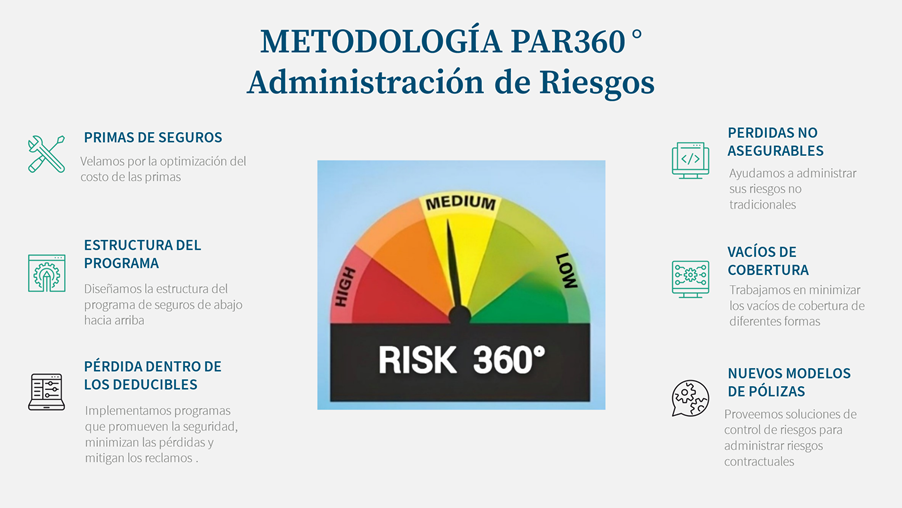 METODOLOGÍA PAR360°
Administración de Riesgos
PRIMAS DE SEGUROS
Velamos por la optimización del
costo de las primas
ESTRUCTURA DEL
PROGRAMA
Diseñamos la estructura del
programa de seguros de abajo
hacia arriba
PÉRDIDA DENTRO DE
LOS DEDUCIBLES
Implementamos programas
que promueven la seguridad,
minimizan las pérdidas y
mitigan los reclamos .
HIGH
MEDIUM
LOW
RISK 360°
PERDIDAS NO
ASEGURABLES
Ayudamos a administrar
sus riesgos no
tradicionales
VACÍOS DE
COBERTURA
Trabajamos en minimizar
los vacíos de cobertura de
diferentes formas
NUEVOS MODELOS
DE PÓLIZAS
Proveemos soluciones de
control de riesgos para
administrar riesgos
contractuales